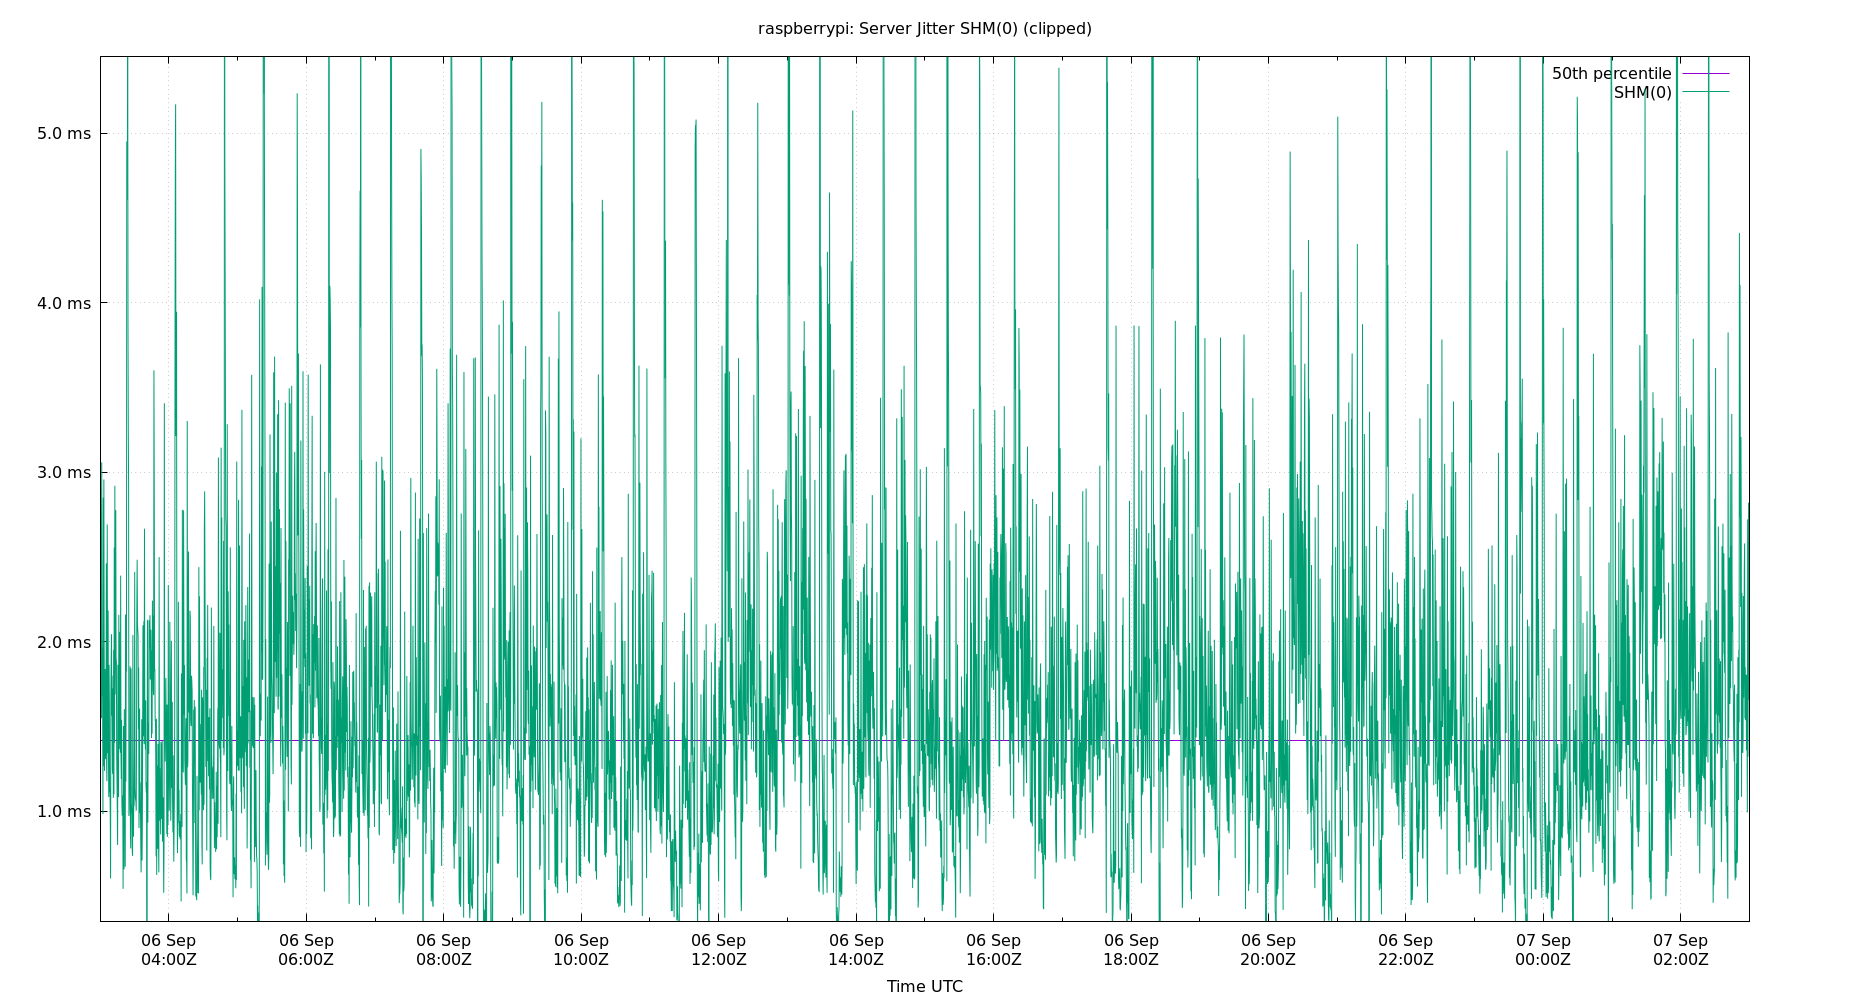 raspberrypi: Server Jitter SHM(0) (clipped)
50th percentile
SHM(0)
5.0 ms
4.0 ms
3.0 ms
2.0 ms
1.0 ms
06 Sep 06 Sep 06 Sep 06 Sep 06 Sep 06 Sep 06 Sep 06 Sep 06 Sep 06 Sep 07 Sep 07 Sep
04:00Z 06:00Z 08:00Z 10:00Z 12:00Z 14:00Z 16:00Z 18:00Z 20:00Z 22:00Z 00:00Z 02:00Z
Time UTC